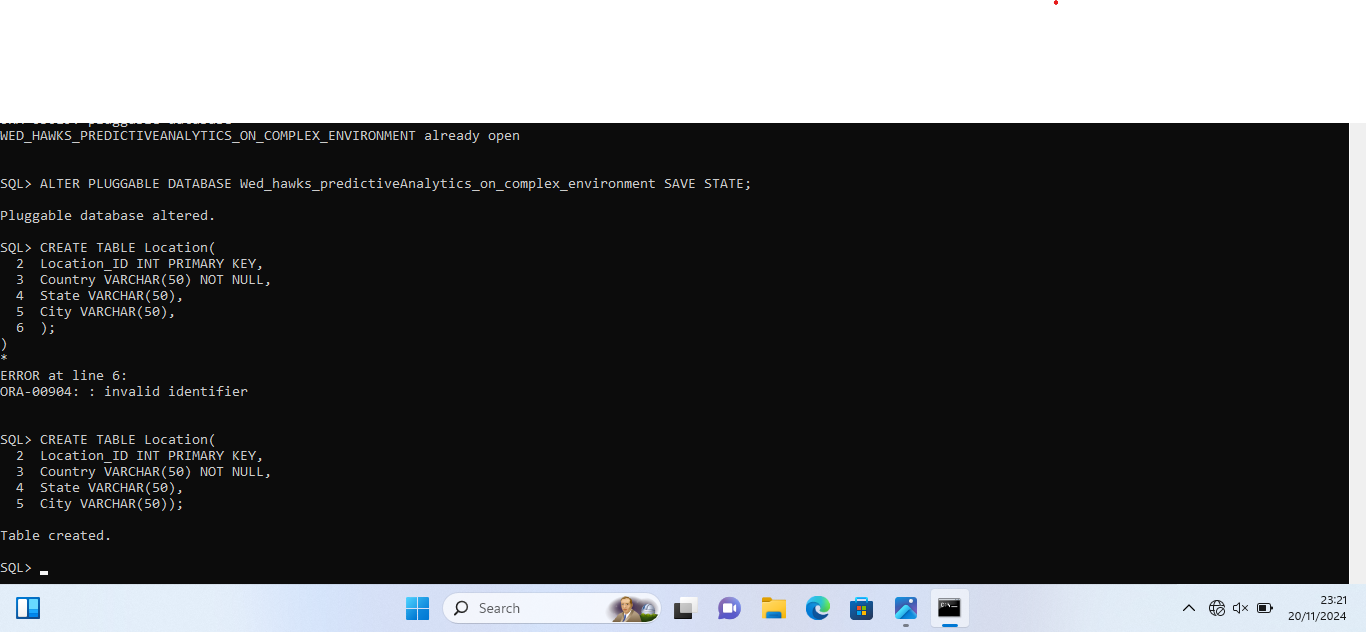 WED_HAWKS_PREDICTIVEANALYTICS_ON_COMPLEX_ENVIRONMENT already open
SQL> ALTER PLUGGABLE DATABASE Wed_hawks_predictiveAnalytics_on_complex_environment SAVE STATE;
Pluggable database altered.
SQL> CREATE TABLE Location(
2 Location_ID INT PRIMARY KEY,
3 Country VARCHAR(50) NOT NULL,
4 State VARCHAR(50),
5 City VARCHAR(50),
6 );
)
*
ERROR at line 6:
ORA-00904: : invalid identifier
SQL> CREATE TABLE Location(
2 Location_ID INT PRIMARY KEY,
3 Country VARCHAR(50) NOT NULL,
4 State VARCHAR(50),
5 City VARCHAR(50));
Table created.
SQL>
Search
23:21
20/11/2024